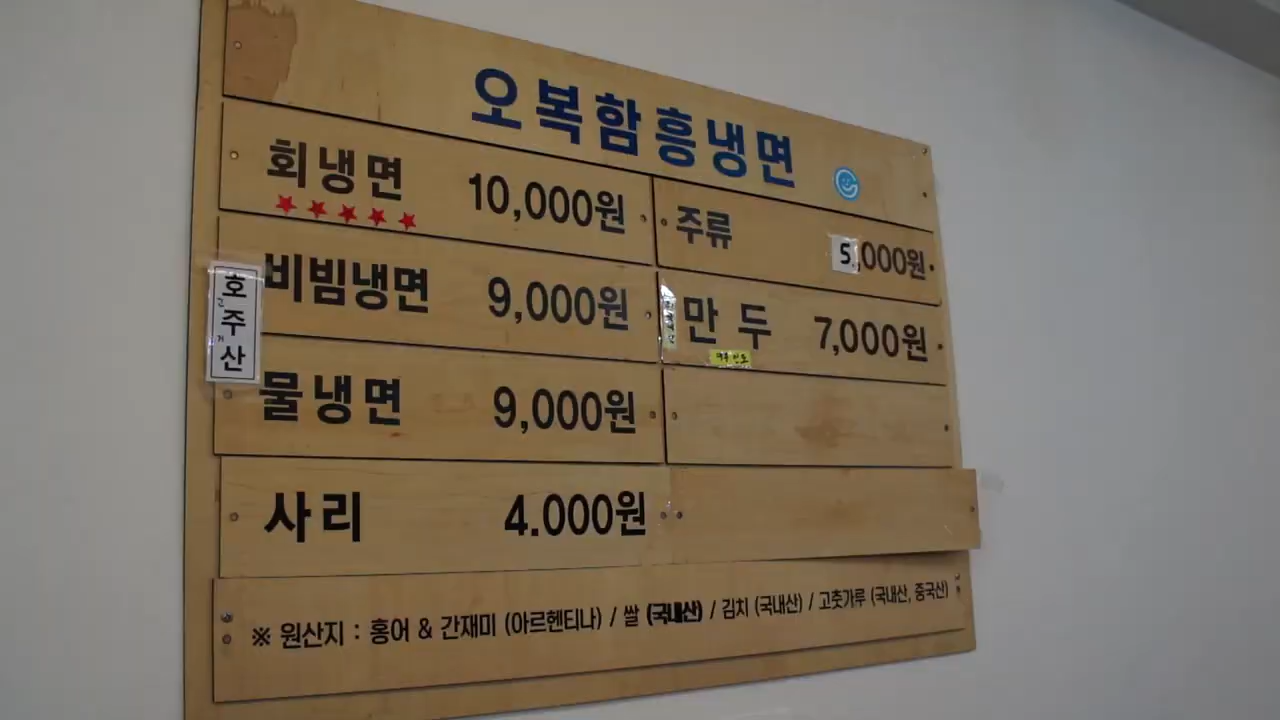 오복함흥냉면
회냉면 10,000원
비빔냉면 9,000원
물냉면 9,000원
사리 4.000원
주류 5,000원
만두 7,000원
호주산
※ 원산지 : 홍어 & 간재미 (아르헨티나) / 쌀 (국내산) / 김치 (국내산) / 고춧가루 (국내산, 중국산)